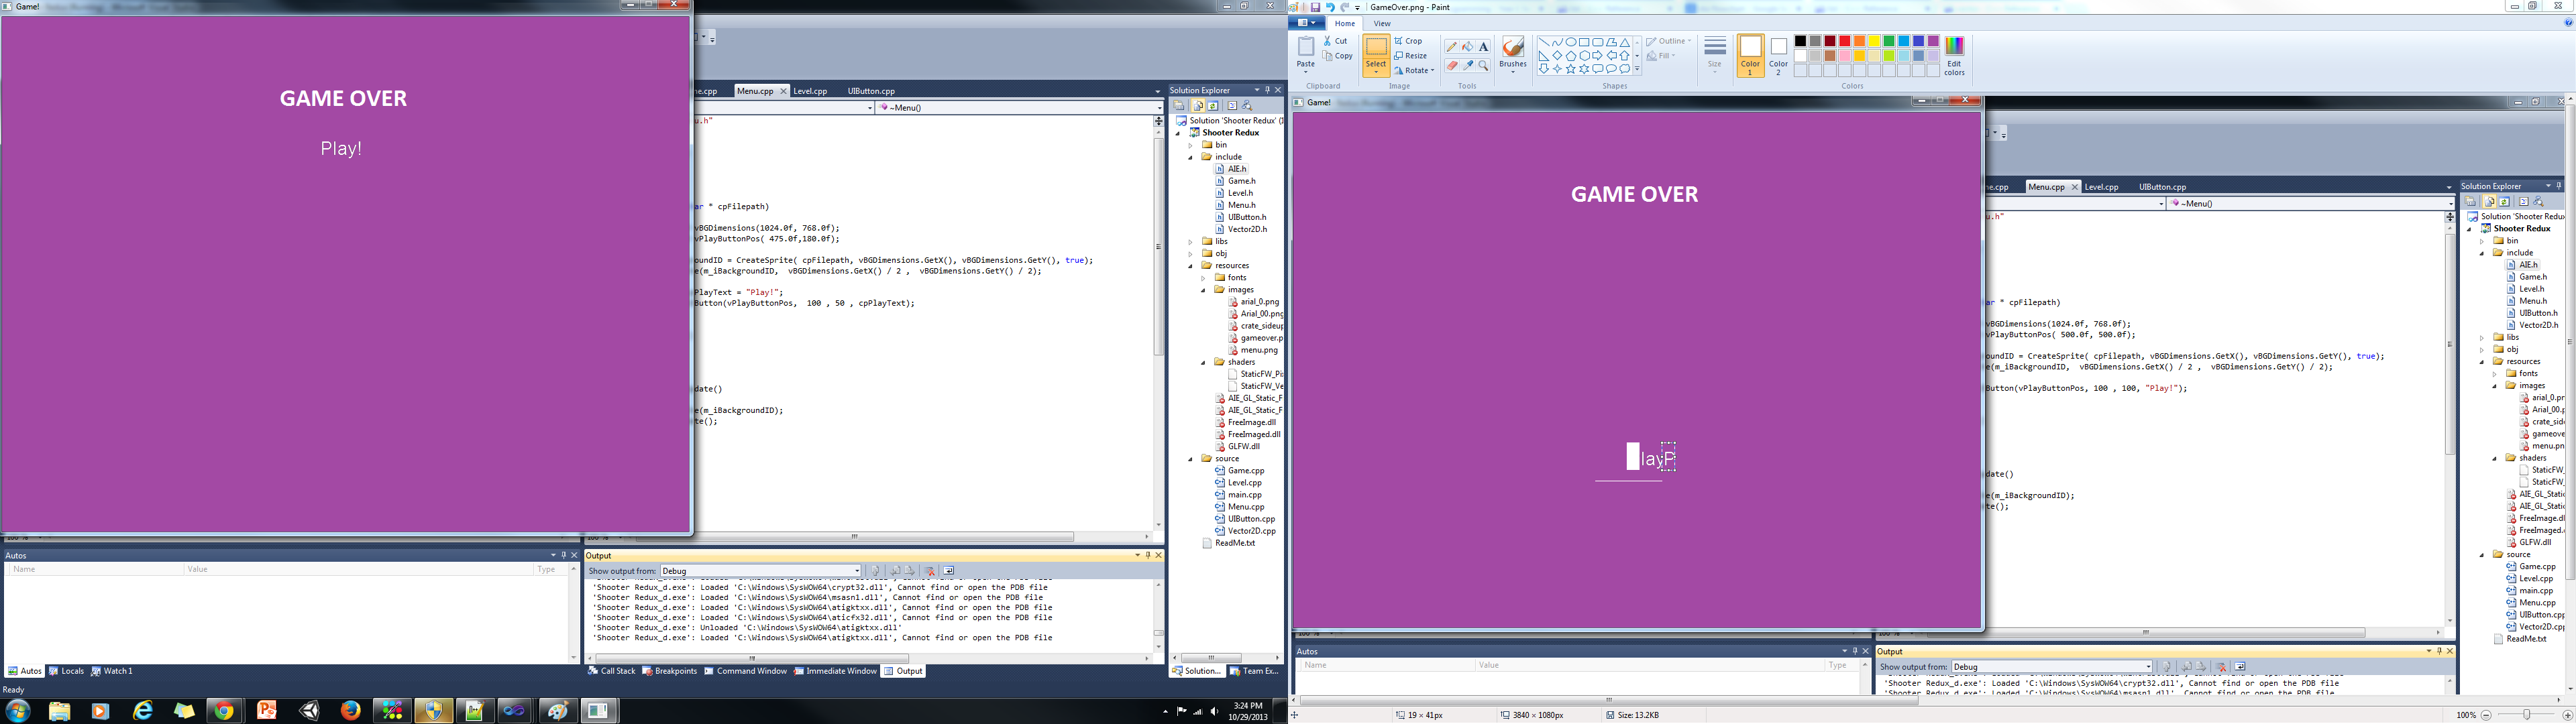 Game!
GAME OVER
Play!
me.cpp
Menu.cpp
Level.cpp
UIButton.cpp
~Menu()
u.h"
ar * cpFilepath)
vBGDimensions(1024.0f, 768.0f);
vPlayButtonPos( 475.0f,180.0f);
oundID = CreateSprite( cpFilepath, vBGDimensions.GetX(), vBGDimensions.GetY(), true);
e(m_iBackgroundID,  vBGDimensions.GetX() / 2 ,  vBGDimensions.GetY() / 2);
PlayText = "Play!";
Button(vPlayButtonPos,  100 , 50 , cpPlayText);
date()
e(m_iBackgroundID);
te();
Solution Explorer
Solution 'Shooter Redux' (1
Shooter Redux
bin
include
AIE.h
Game.h
Level.h
Menu.h
UIButton.h
Vector2D.h
libs
obj
resources
fonts
images
arial_0.png
Arial_00.png
crate_sideup
gameover.p
menu.png
shaders
StaticFW_Pi
StaticFW_Ve
AIE_GL_Static_F
AIE_GL_Static_F
FreeImage.dll
FreeImaged.dll
GLFW.dll
source
Game.cpp
Level.cpp
main.cpp
Menu.cpp
UIButton.cpp
Vector2D.cpp
ReadMe.txt
Solution...
Team Ex...
100 %
Autos
Name
Value
Type
Autos
Locals
Watch 1
Output
Show output from:
Debug
'Shooter Redux_d.exe': Loaded 'C:\Windows\SysWOW64\crypt32.dll', Cannot find or open the PDB file
'Shooter Redux_d.exe': Loaded 'C:\Windows\SysWOW64\msasn1.dll', Cannot find or open the PDB file
'Shooter Redux_d.exe': Loaded 'C:\Windows\SysWOW64\atigktxx.dll', Cannot find or open the PDB file
'Shooter Redux_d.exe': Loaded 'C:\Windows\SysWOW64\aticfx32.dll', Cannot find or open the PDB file
'Shooter Redux_d.exe': Unloaded 'C:\Windows\SysWOW64\atigktxx.dll'
'Shooter Redux_d.exe': Loaded 'C:\Windows\SysWOW64\atigktxx.dll', Cannot find or open the PDB file
Call Stack
Breakpoints
Command Window
Immediate Window
Output
Ready
3:24 PM
10/29/2013
GameOver.png - Paint
Home
View
Paste
Cut
Copy
Clipboard
Select
Crop
Resize
Rotate
Image
A
Tools
Brushes
Outline
Fill
Shapes
Size
Color 1
Color 2
Edit colors
Colors
Game!
GAME OVER
layP
me.cpp
Menu.cpp
Level.cpp
UIButton.cpp
~Menu()
u.h"
ar * cpFilepath)
vBGDimensions(1024.0f, 768.0f);
vPlayButtonPos( 500.0f, 500.0f);
oundID = CreateSprite( cpFilepath, vBGDimensions.GetX(), vBGDimensions.GetY(), true);
e(m_iBackgroundID,  vBGDimensions.GetX() / 2 ,  vBGDimensions.GetY() / 2);
Button(vPlayButtonPos, 100 , 100, "Play!");
date()
e(m_iBackgroundID);
te();
Solution Explorer
Solution 'Shooter Redux
Shooter Redux
bin
include
AIE.h
Game.h
Level.h
Menu.h
UIButton.h
Vector2D.h
libs
obj
resources
fonts
images
arial_0.pn
Arial_00.p
crate_sid
gameove
menu.pn
shaders
StaticFW
StaticFW_
AIE_GL_Static
AIE_GL_Static
FreeImage.dl
FreeImaged.d
GLFW.dll
source
Game.cpp
Level.cpp
main.cpp
Menu.cpp
UIButton.cpp
Vector2D.cpp
ReadMe.txt
Autos
Name
Value
Type
Output
Show output from:
Debug
'Shooter Redux_d.exe': Loaded 'C:\Windows\SysWOW64\crypt32.dll', Cannot find or open the PDB file
19 × 41px
3840 × 1080px
Size: 13.2KB
100%